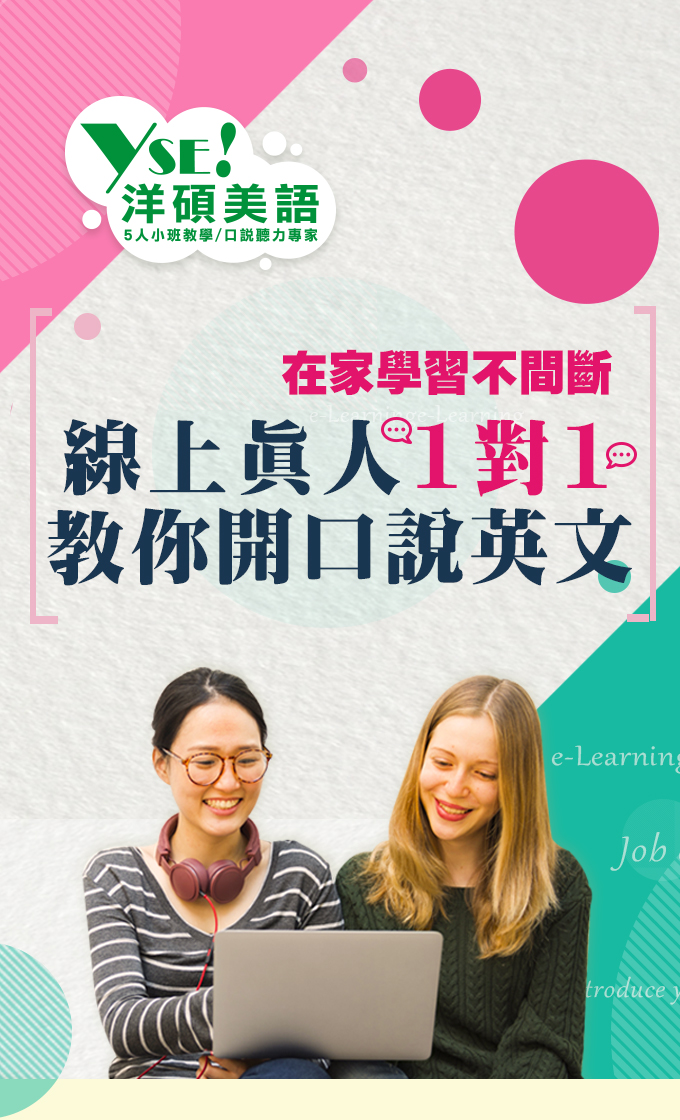 YSE!
洋碩美語
5人小班教學/口說聽力專家
在家學習不間斷
e-Learning
線上真人1對1
教你開口說英文
e-Learning
Job
troduce y